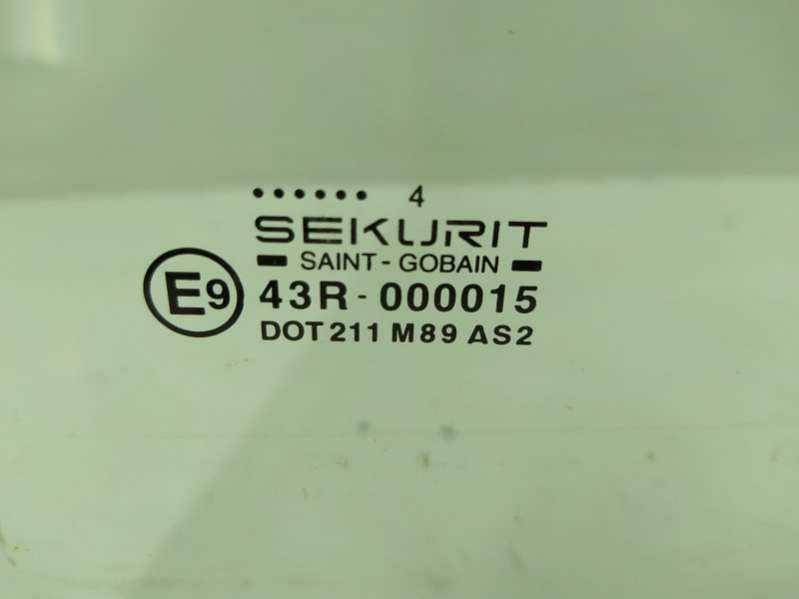 ...... 4
SEKURIT
SAINT-GOBAIN
E9 43R-000015
DOT 211 M89 AS2